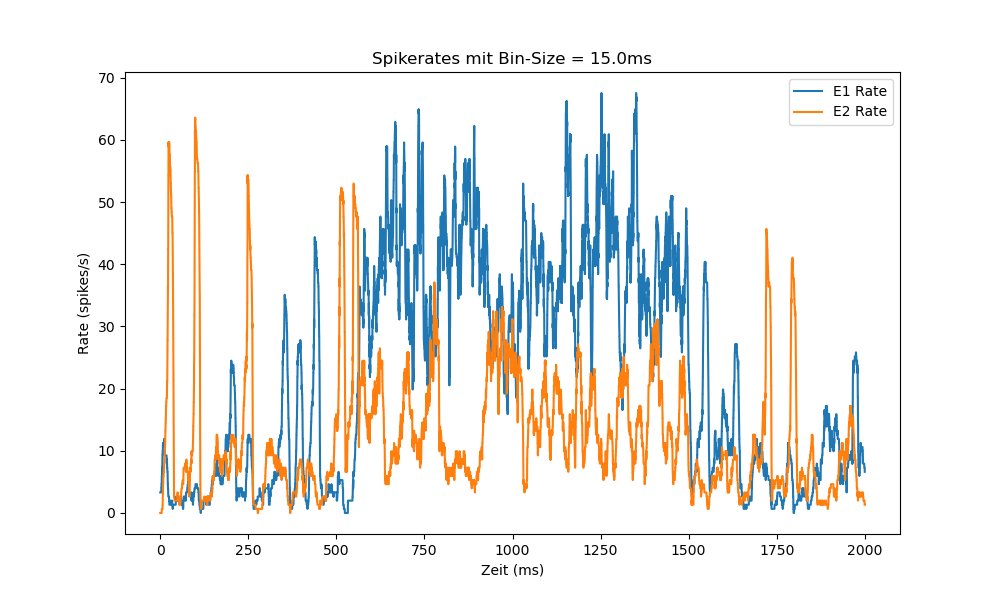 Spikerates mit Bin-Size = 15.0ms
E1 Rate
E2 Rate
70
60
50
40
30
20
10
0
Rate (spikes/s)
0 250 500 750 1000 1250 1500 1750 2000
Zeit (ms)